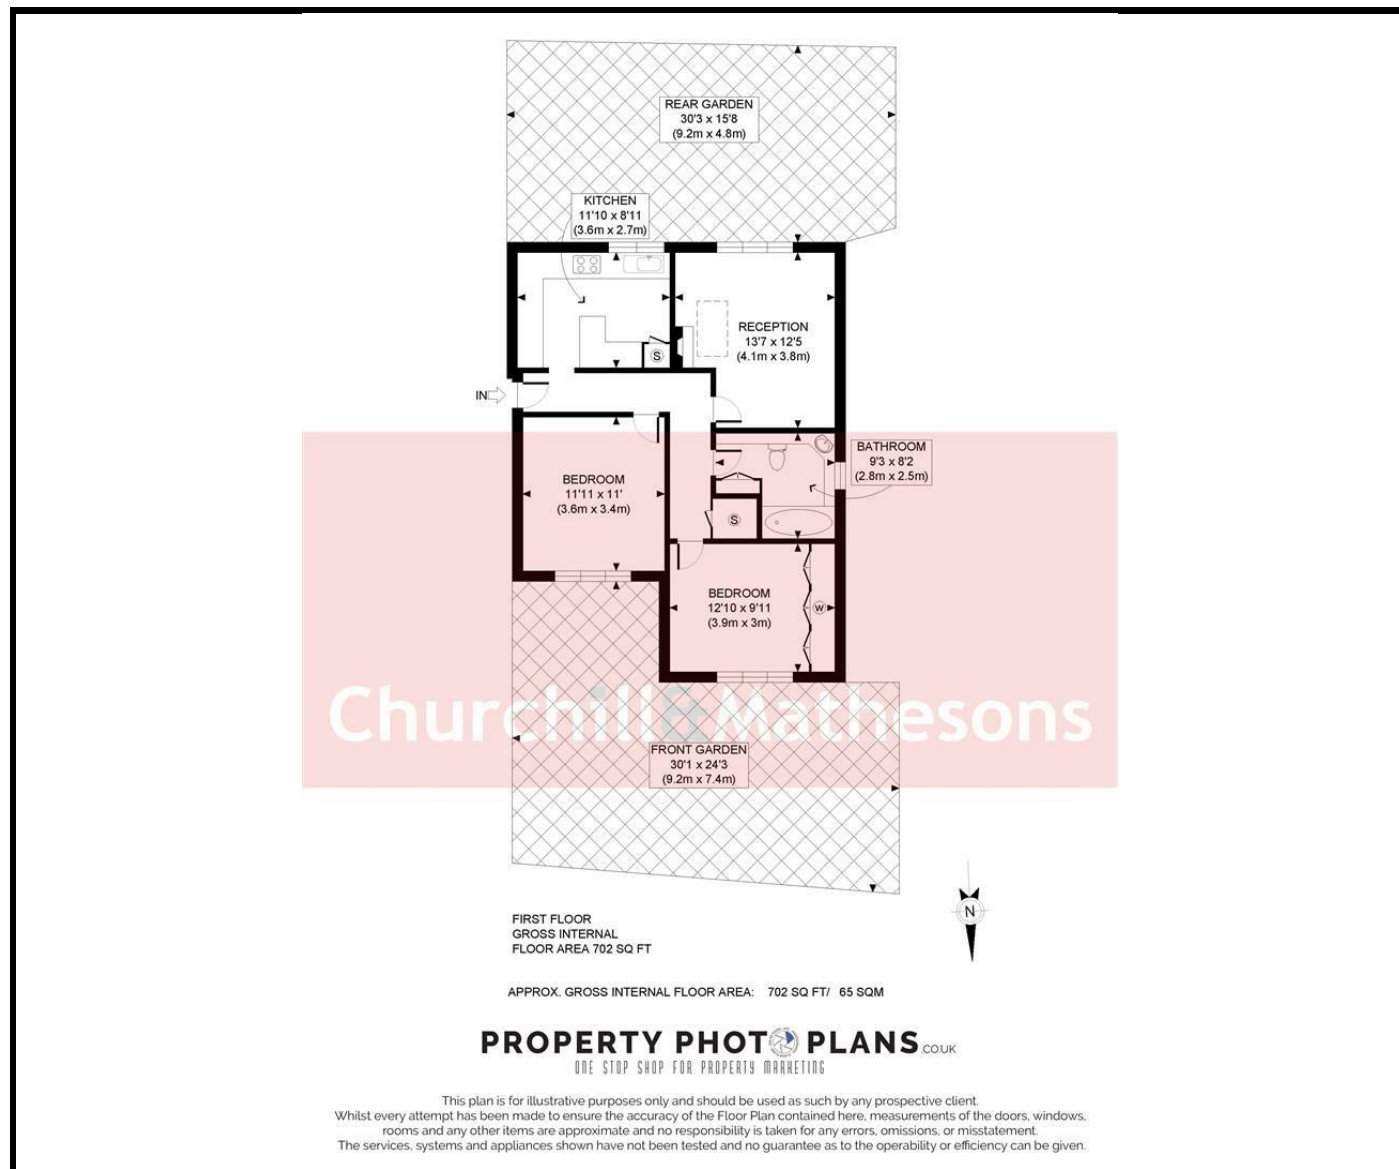 REAR GARDEN
30'3 x 15'8
(9.2m x 4.8m)
KITCHEN
11'10 x 8'11
(3.6m x 2.7m)
RECEPTION
13'7 x 12'5
(4.1m x 3.8m)
S
IN
BEDROOM
11'11 x 11'
(3.6m x 3.4m)
BATHROOM
9'3 x 8'2
(2.8m x 2.5m)
S
BEDROOM
12'10 x 9'11
(3.9m x 3m)
W
Churchill&Mathesons
FRONT GARDEN
30'1 x 24'3
(9.2m x 7.4m)
N
FIRST FLOOR
GROSS INTERNAL
FLOOR AREA 702 SQ FT
APPROX. GROSS INTERNAL FLOOR AREA: 702 SQ FT/ 65 SQM
PROPERTY PHOTO PLANS.CO.UK
ONE STOP SHOP FOR PROPERTY MARKETING
This plan is for illustrative purposes only and should be used as such by any prospective client.
Whilst every attempt has been made to ensure the accuracy of the Floor Plan contained here, measurements of the doors, windows,
rooms and any other items are approximate and no responsibility is taken for any errors, omissions, or misstatement.
The services, systems and appliances shown have not been tested and no guarantee as to the operability or efficiency can be given.